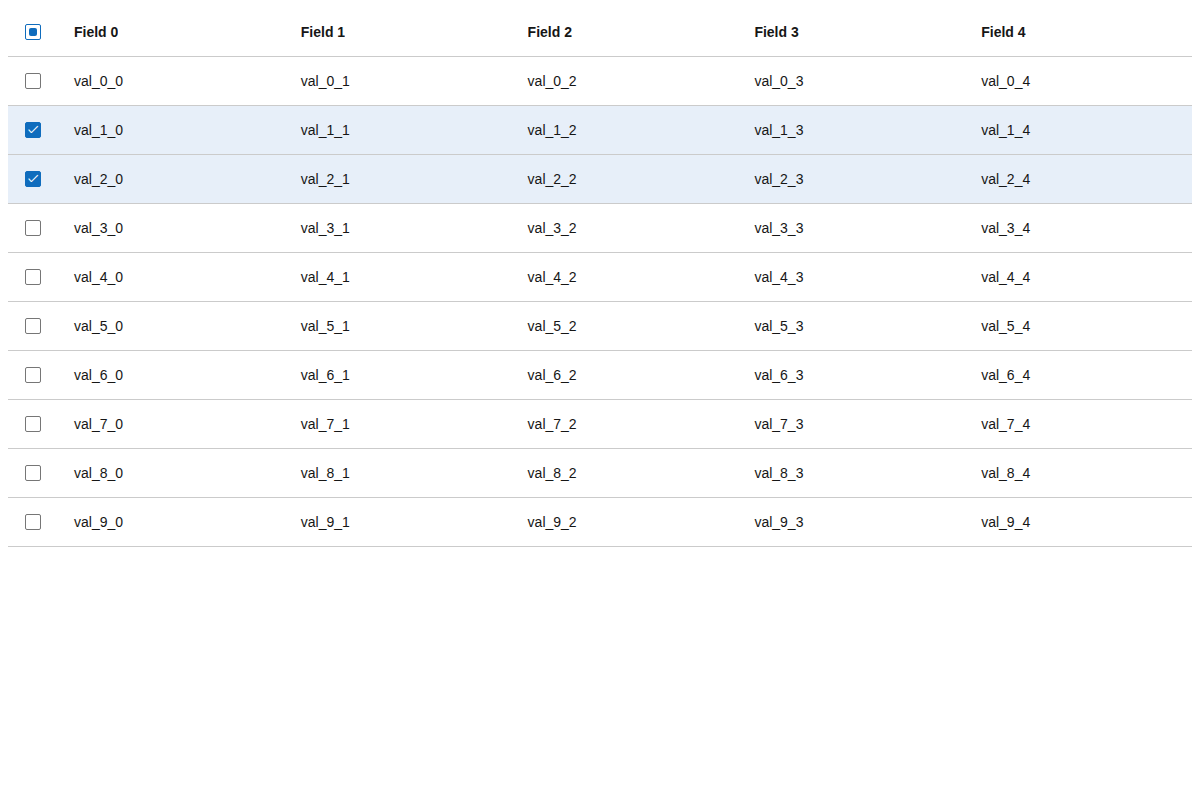 Field 0 Field 1 Field 2 Field 3 Field 4
val_0_0 val_0_1 val_0_2 val_0_3 val_0_4
val_1_0 val_1_1 val_1_2 val_1_3 val_1_4
val_2_0 val_2_1 val_2_2 val_2_3 val_2_4
val_3_0 val_3_1 val_3_2 val_3_3 val_3_4
val_4_0 val_4_1 val_4_2 val_4_3 val_4_4
val_5_0 val_5_1 val_5_2 val_5_3 val_5_4
val_6_0 val_6_1 val_6_2 val_6_3 val_6_4
val_7_0 val_7_1 val_7_2 val_7_3 val_7_4
val_8_0 val_8_1 val_8_2 val_8_3 val_8_4
val_9_0 val_9_1 val_9_2 val_9_3 val_9_4